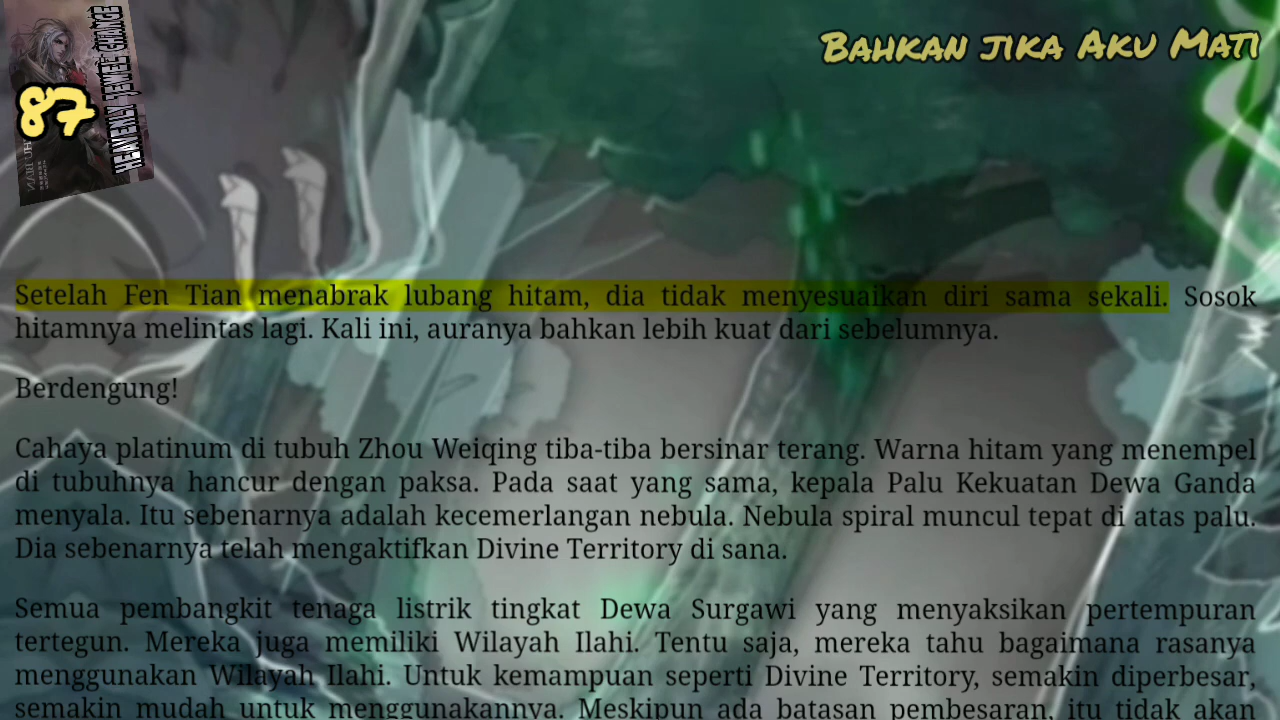 Bahkan jika Aku Mati
87
HEAVENLY JEWEL CHANGE
Setelah Fen Tian menabrak lubang hitam, dia tidak menyesuaikan diri sama sekali. Sosok
hitamnya melintas lagi. Kali ini, auranya bahkan lebih kuat dari sebelumnya.
Berdengung!
Cahaya platinum di tubuh Zhou Weiqing tiba-tiba bersinar terang. Warna hitam yang menempel
di tubuhnya hancur dengan paksa. Pada saat yang sama, kepala Palu Kekuatan Dewa Ganda
menyala. Itu sebenarnya adalah kecemerlangan nebula. Nebula spiral muncul tepat di atas palu.
Dia sebenarnya telah mengaktifkan Divine Territory di sana.
Semua pembangkit tenaga listrik tingkat Dewa Surgawi yang menyaksikan pertempuran
tertegun. Mereka juga memiliki Wilayah Ilahi. Tentu saja, mereka tahu bagaimana rasanya
menggunakan Wilayah Ilahi. Untuk kemampuan seperti Divine Territory, semakin diperbesar,
semakin mudah untuk menggunakannya. Meskipun ada batasan pembesaran, itu tidak akan